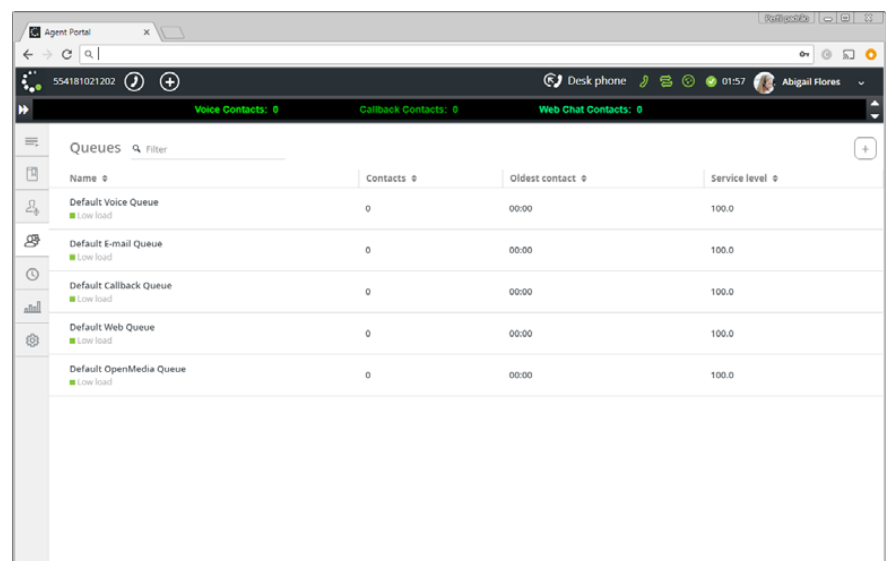 Agent Portal
554181021202 Desk phone 01:57 Abigail Flores
Voice Contacts: 0 Callback Contacts: 0 Web Chat Contacts: 0
Queues Filter
Name Contacts Oldest contact Service level
Default Voice Queue
Low load
0 00:00 100.0
Default E-mail Queue
Low load
0 00:00 100.0
Default Callback Queue
Low load
0 00:00 100.0
Default Web Queue
Low load
0 00:00 100.0
Default OpenMedia Queue
Low load
0 00:00 100.0